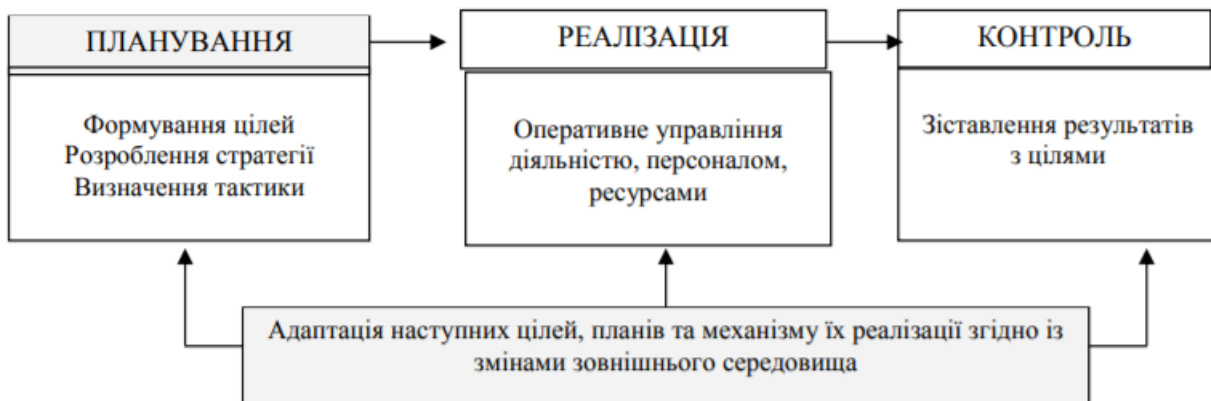 ПЛАНУВАННЯ
Формування цілей
Розроблення стратегії
Визначення тактики
РЕАЛІЗАЦІЯ
Оперативне управління
діяльністю, персоналом,
ресурсами
КОНТРОЛЬ
Зіставлення результатів
з цілями
Адаптація наступних цілей, планів та механізму їх реалізації згідно із
змінами зовнішнього середовища